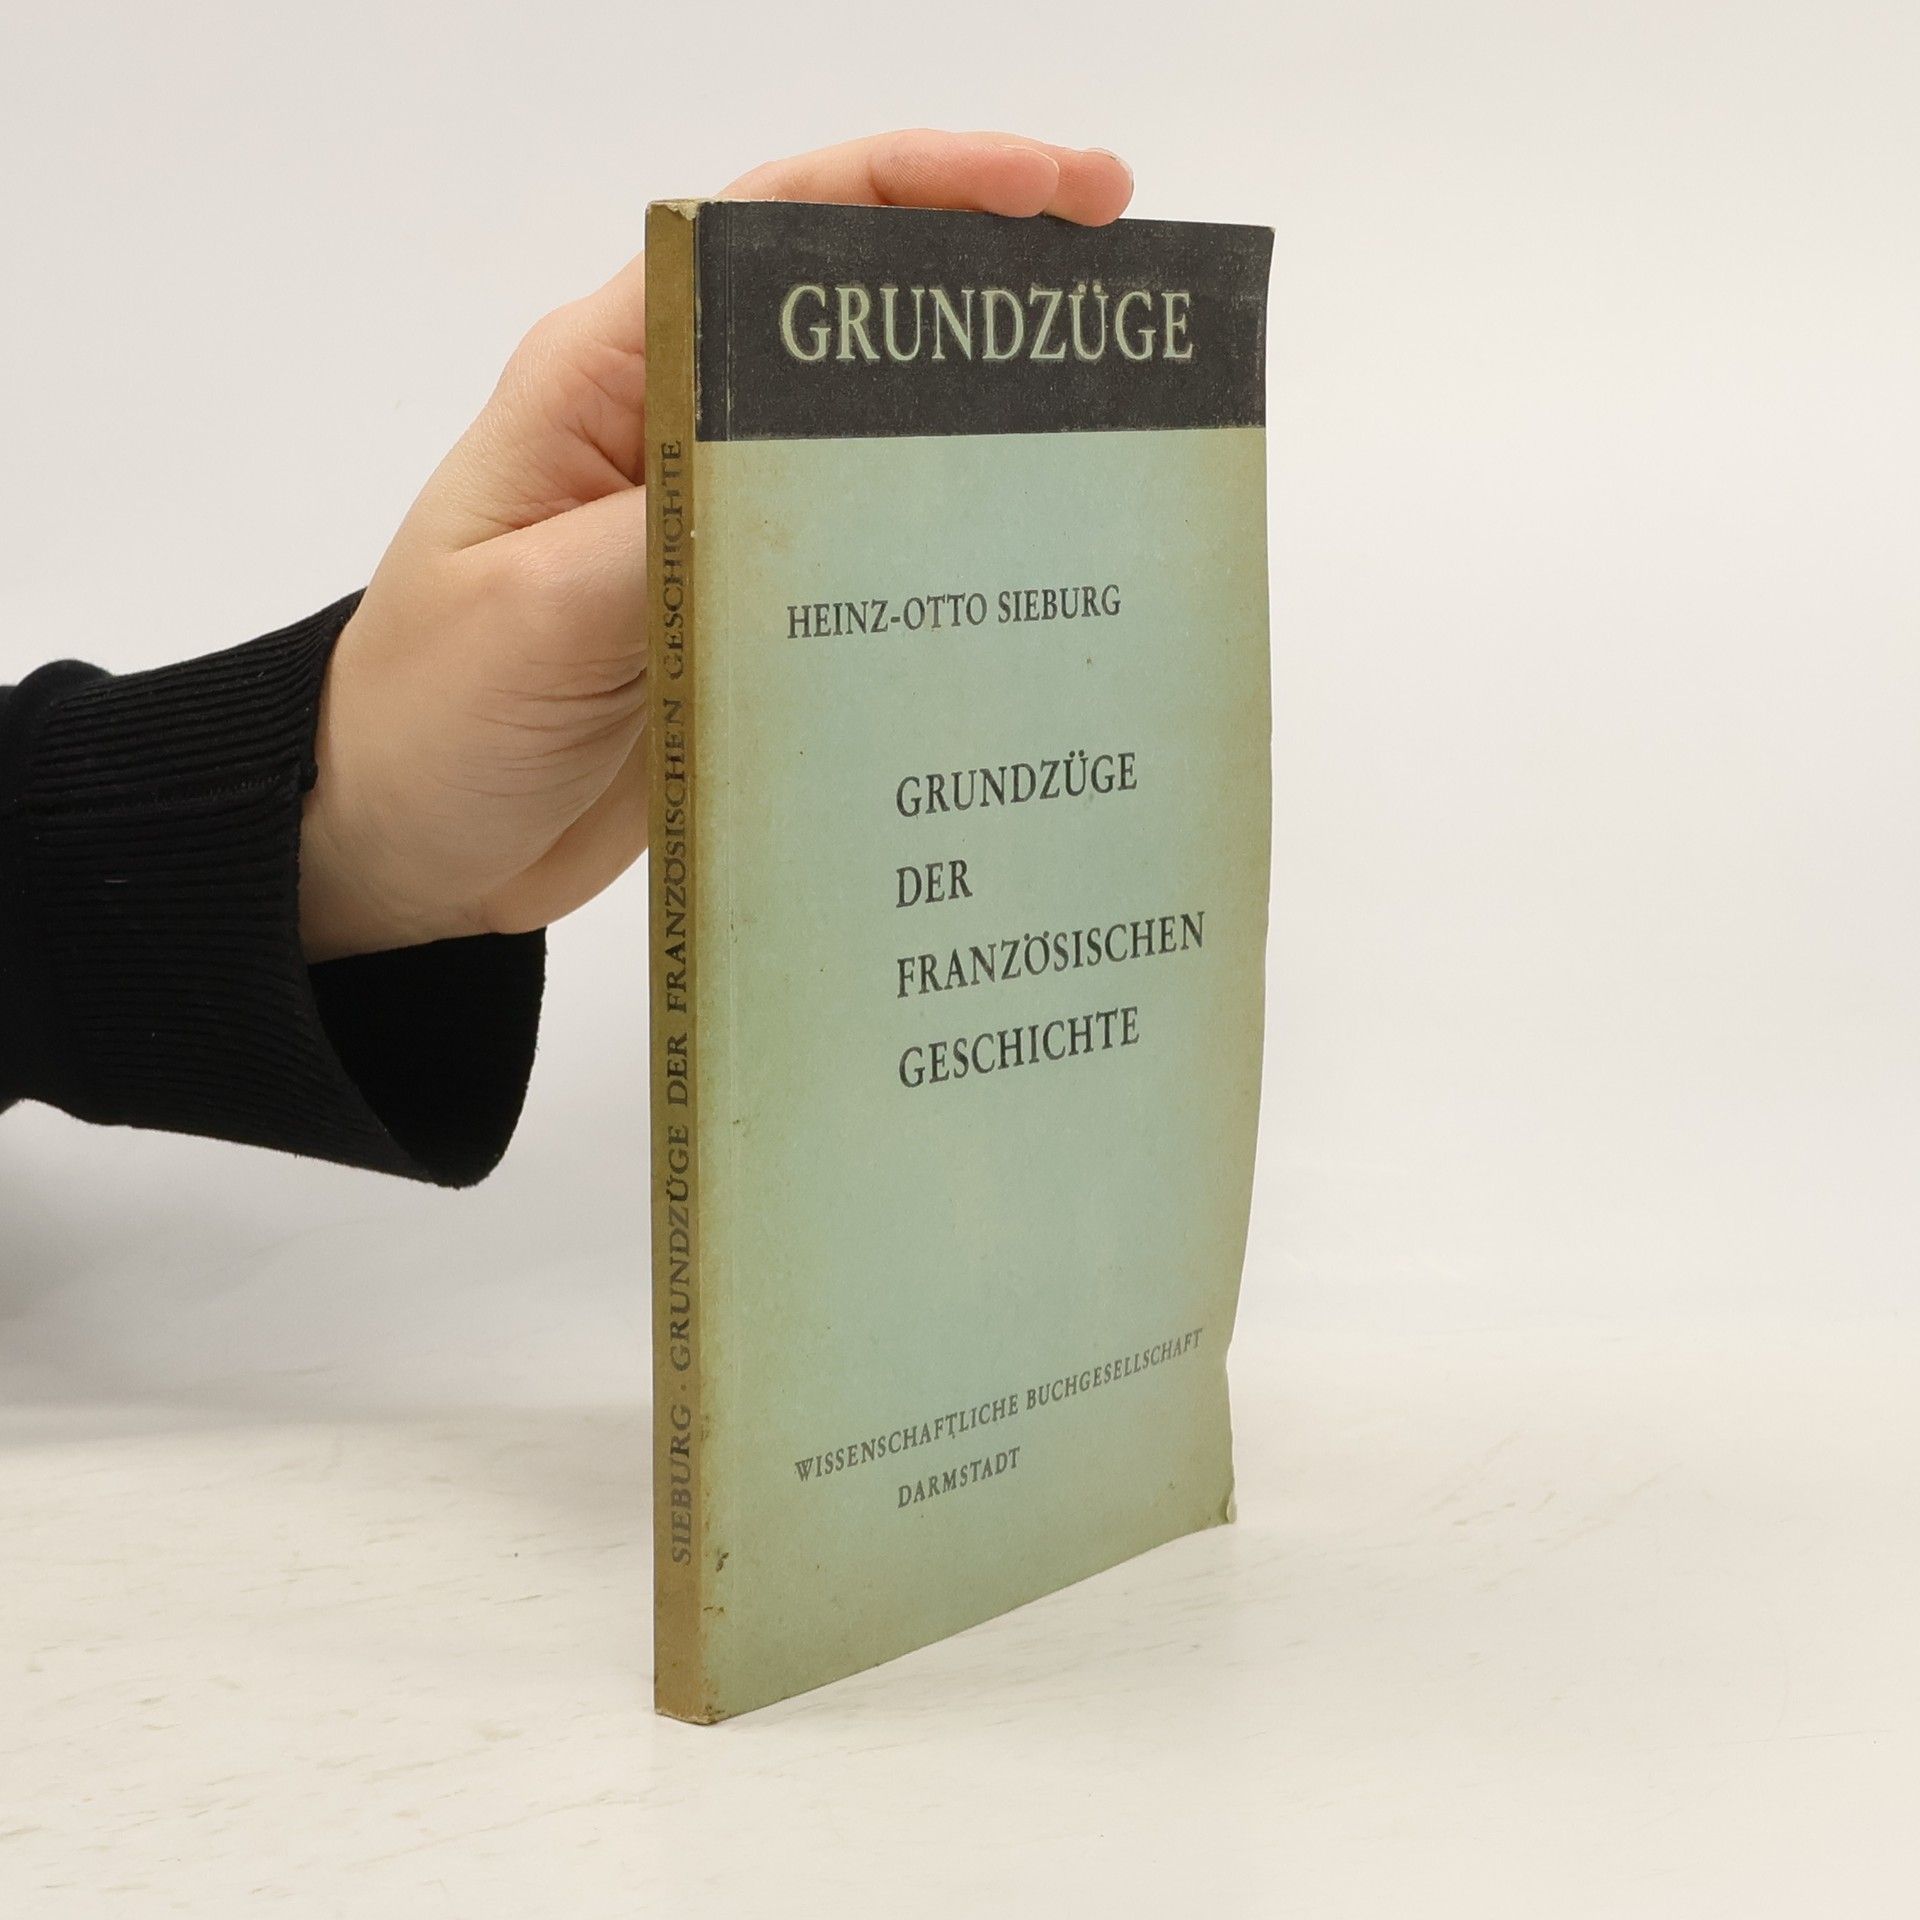 GRUNDZÜGE
HEINZ-OTTO SIEBURG
GRUNDZÜGE
DER
FRANZÖSISCHEN
GESCHICHTE
WISSENSCHAFTLICHE BUCHGESELLSCHAFT
DARMSTADT
SIEBURG · GRUNDZÜGE DER FRANZÖSISCHEN GESCHICHTE